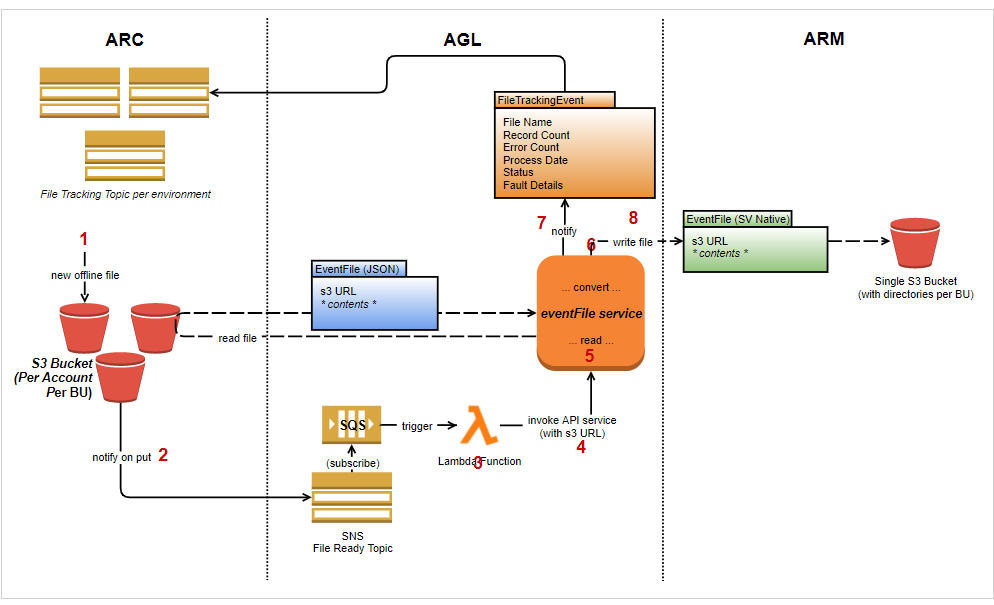 ARC
AGL
ARM
FileTrackingEvent
File Name
Record Count
Error Count
Process Date
Status
Fault Details
File Tracking Topic per environment
1
new offline file
S3 Bucket
(Per Account
Per BU)
EventFile (JSON)
s3 URL
* contents *
read file
7
notify
6
8
write file
EventFile (SV Native)
s3 URL
* contents *
Single S3 Bucket
(with directories per BU)
... convert ...
eventFile service
... read ...
5
notify on put
2
SQS
trigger
(subscribe)
Lambda Function
3
invoke API service
(with s3 URL)
4
SNS
File Ready Topic